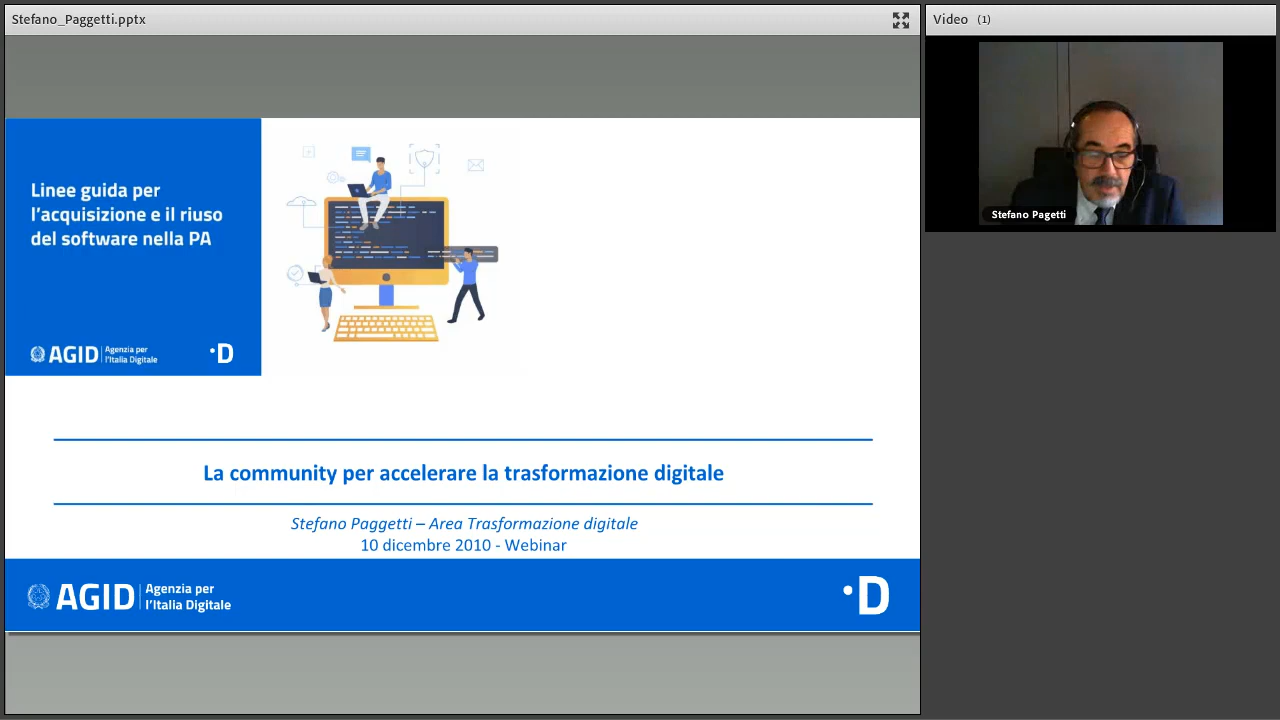 Stefano_Paggetti.pptx
Linee guida per
l'acquisizione e il riuso
del software nella PA
AGID Agenzia per
l'Italia Digitale
D
La community per accelerare la trasformazione digitale
Stefano Paggetti – Area Trasformazione digitale
10 dicembre 2010 - Webinar
AGID Agenzia per
l'Italia Digitale
D
Video (1)
Stefano Pagetti